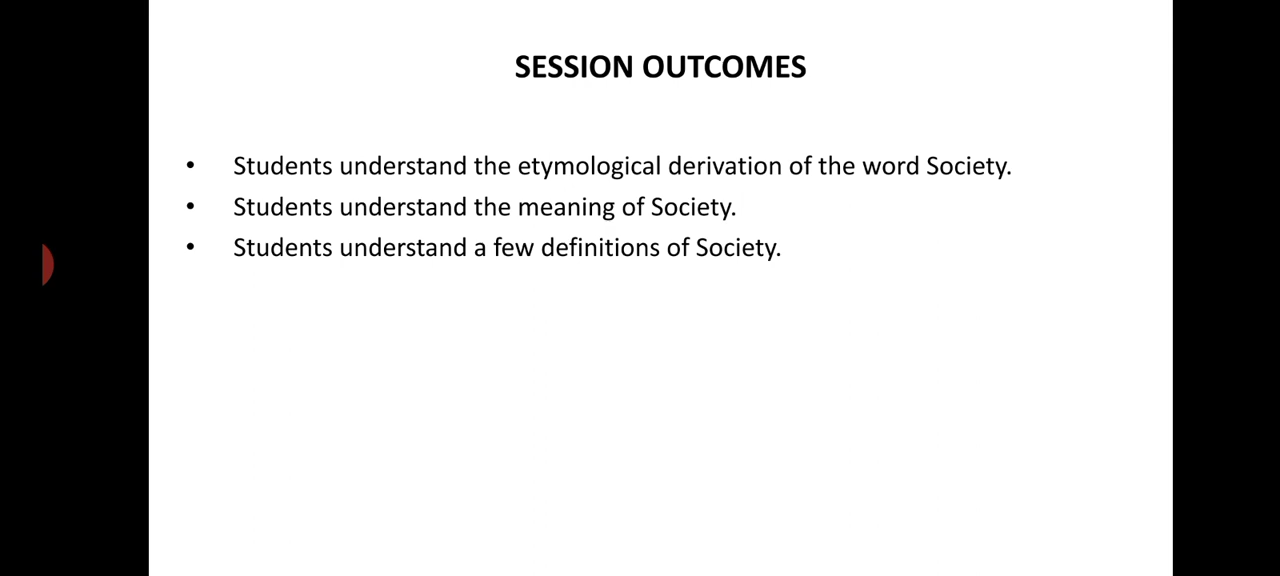 SESSION OUTCOMES
• Students understand the etymological derivation of the word Society.
• Students understand the meaning of Society.
• Students understand a few definitions of Society.